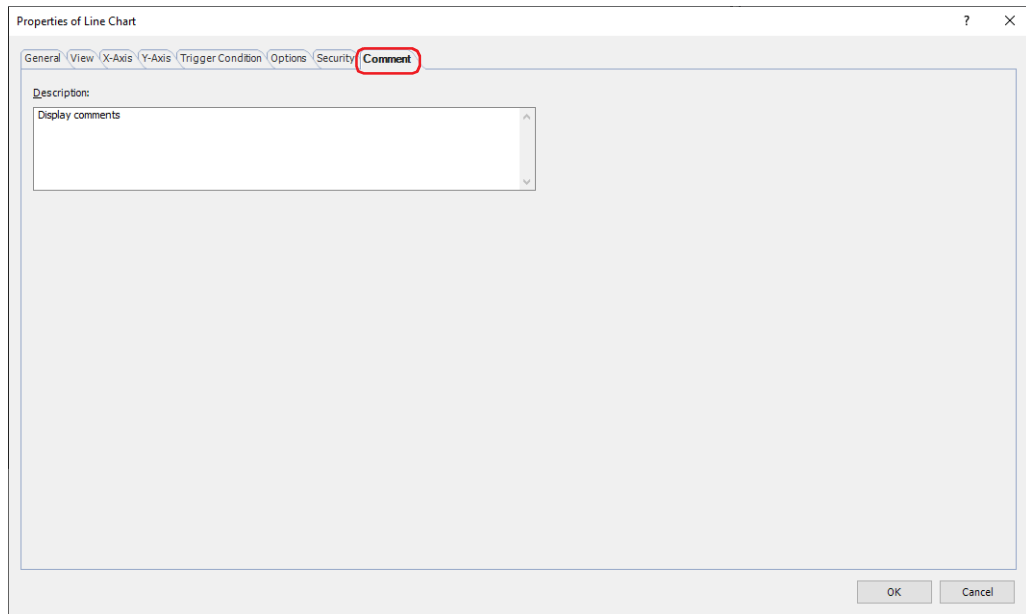 Properties of Line Chart ?
General View X-Axis Y-Axis Trigger Condition Options Security Comment
Description:
Display comments
OK Cancel